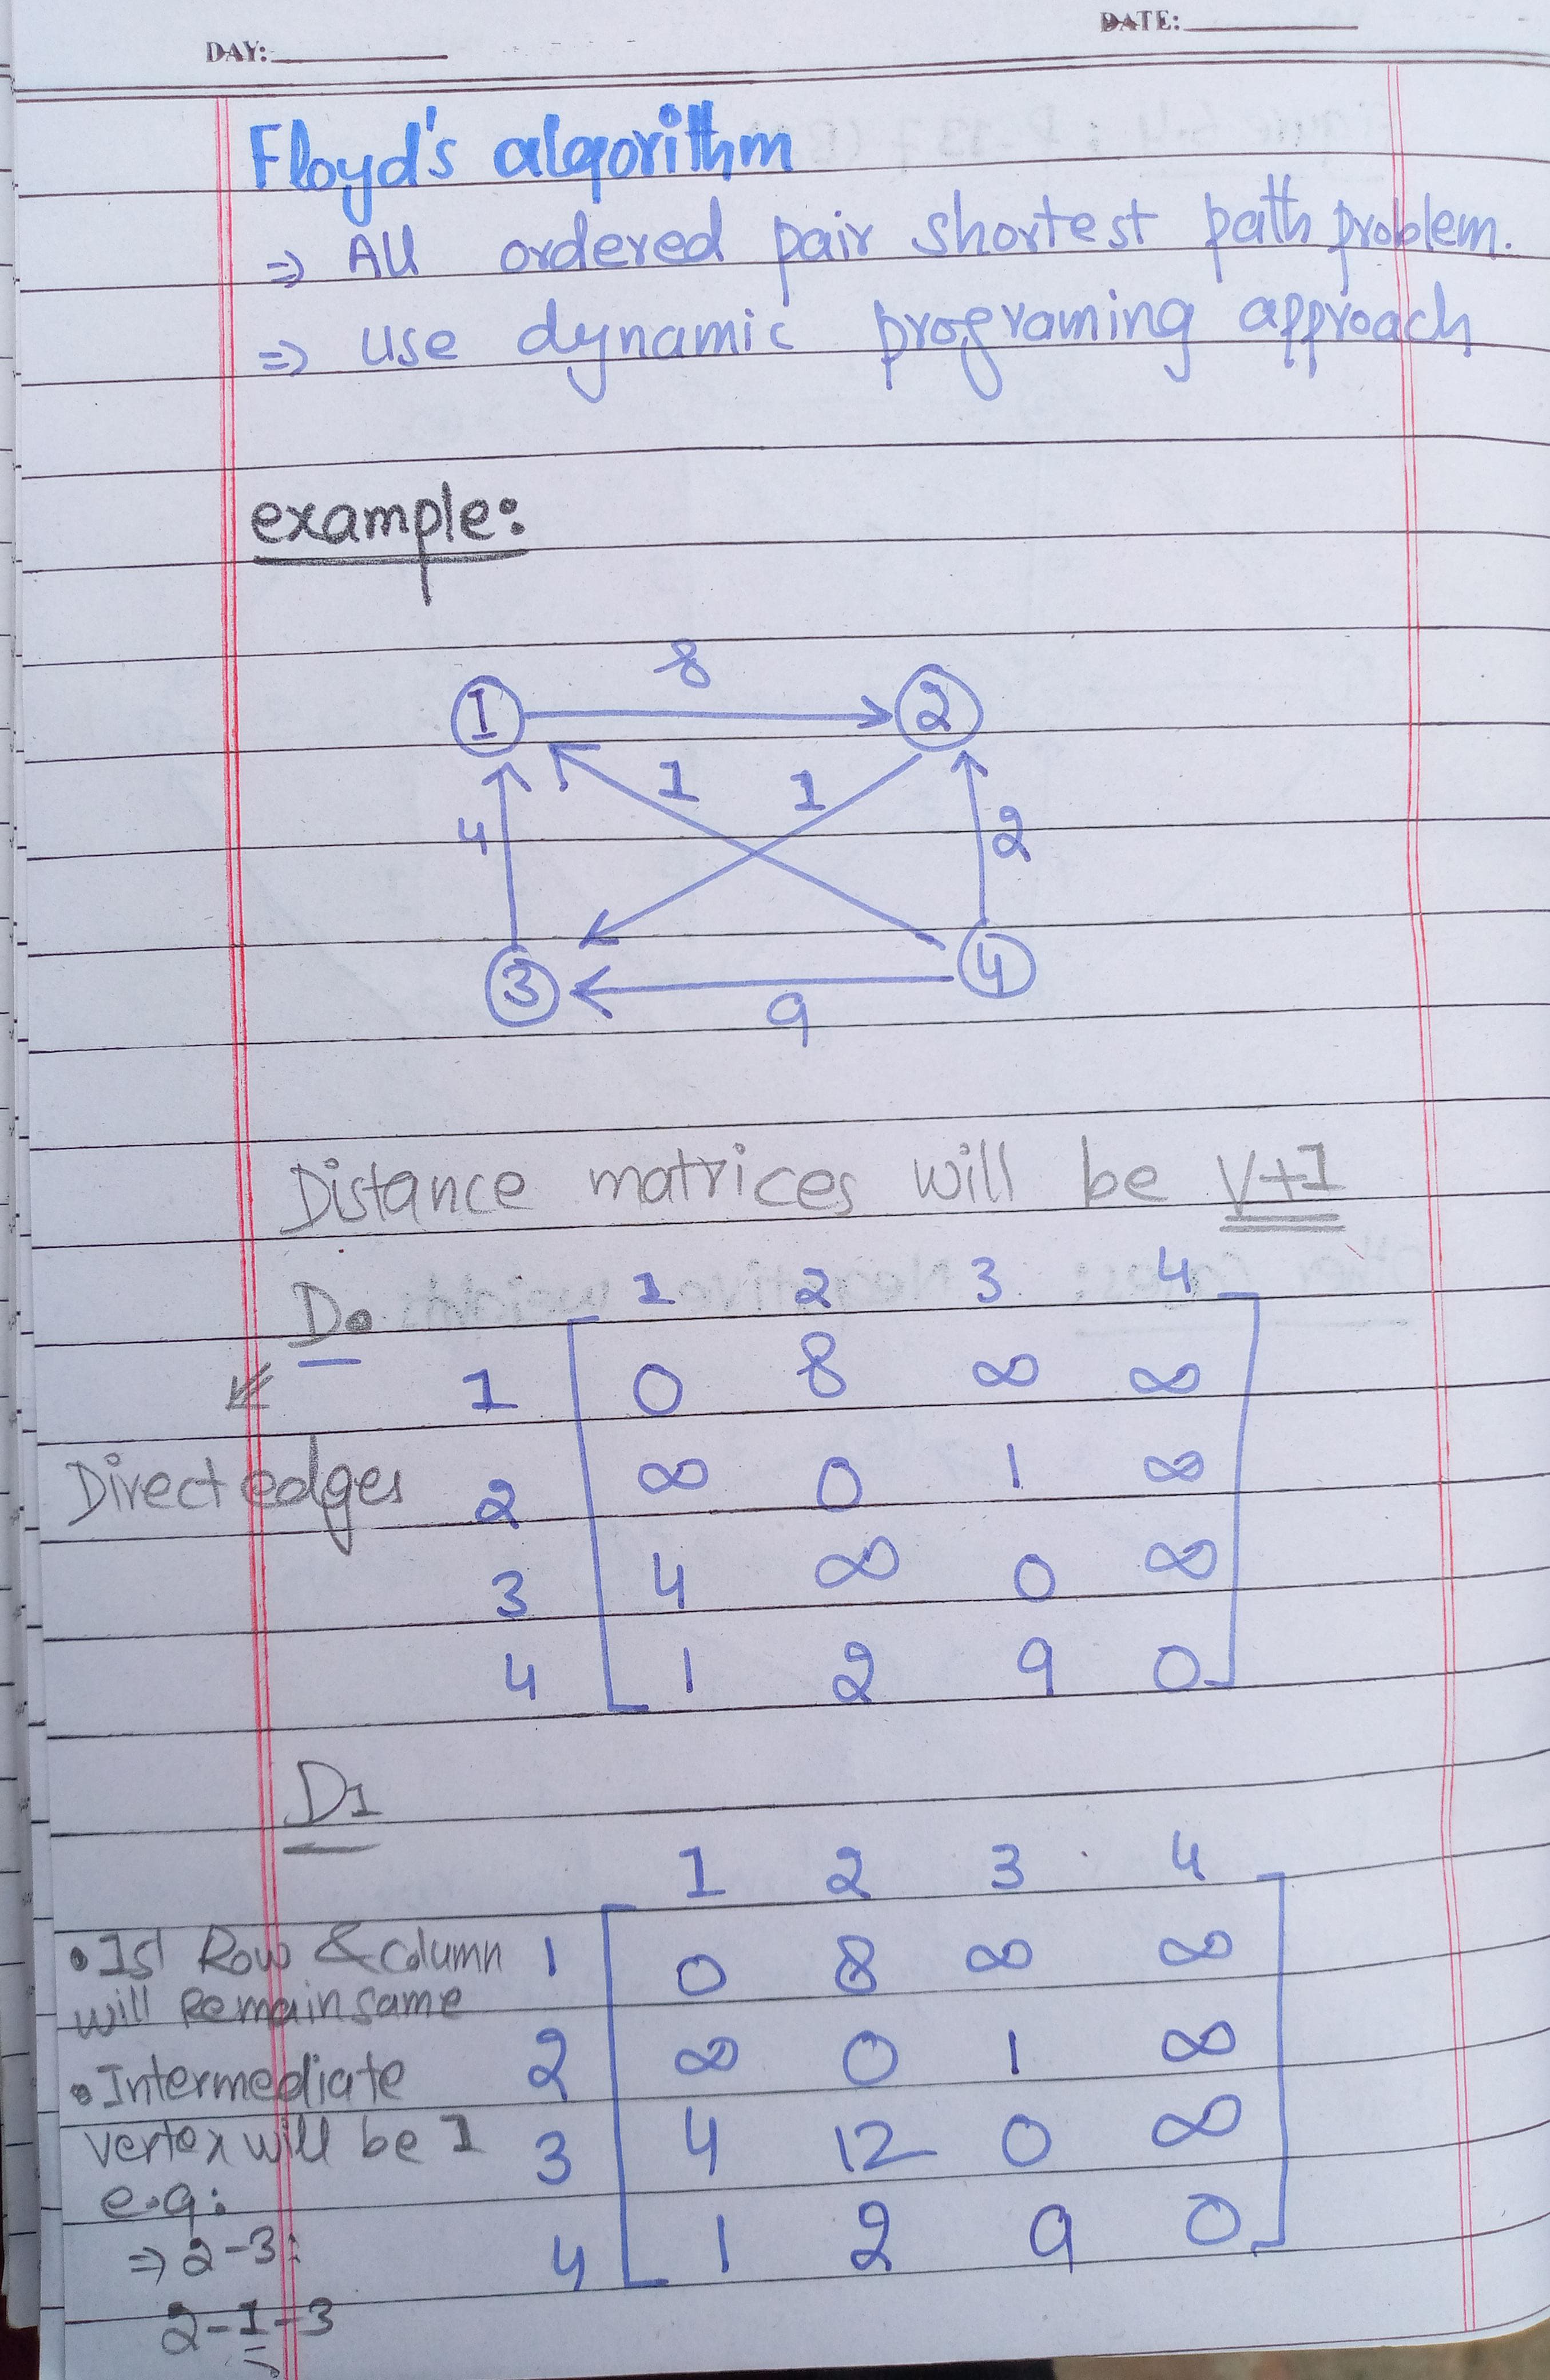 DAY:
DATE:
Floyd's algorithm
⇒ All ordered pair shortest path problem.
⇒ use dynamic programing approach
example:
8
1 2
1 1
4 2
3 4
9
Distance matrices will be V+1
D0 1 2 3 4
1 0 8 ∞ ∞
Direct edges 2 ∞ 0 1 ∞
3 4 ∞ 0 ∞
4 1 2 9 0
D1
1 2 3 4
• 1st Row & column 1 0 8 ∞ ∞
will Remain same
• Intermediate 2 ∞ 0 1 ∞
vertex will be 1 3 4 12 0 ∞
e.g:
⇒ 2-3: 4 1 2 9 0
2-1-3